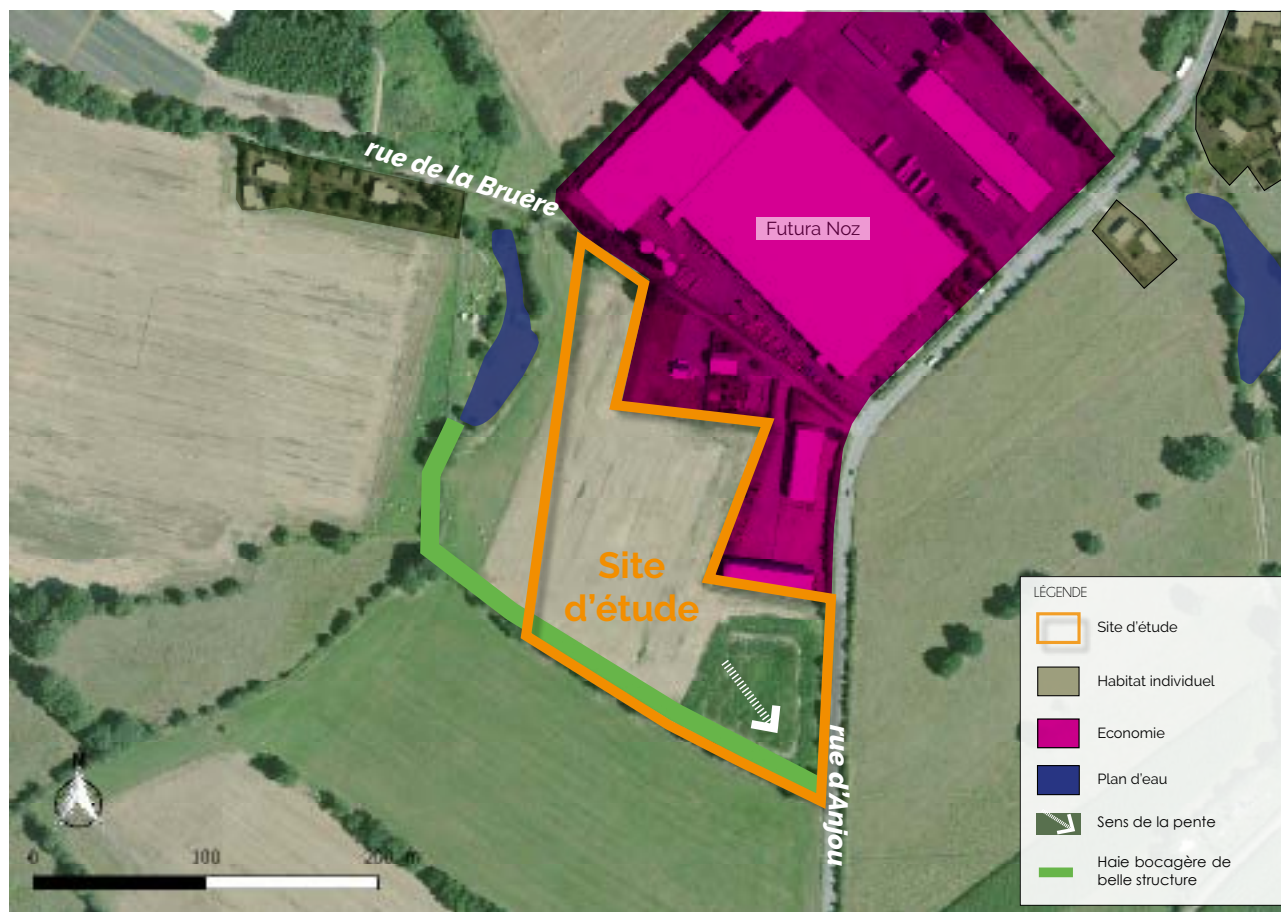 rue de la Bruère
Futura Noz
Site
d'étude
rue d'Anjou
N
0 100 200 m
LÉGENDE
Site d'étude
Habitat individuel
Economie
Plan d'eau
Sens de la pente
Haie bocagère de
belle structure